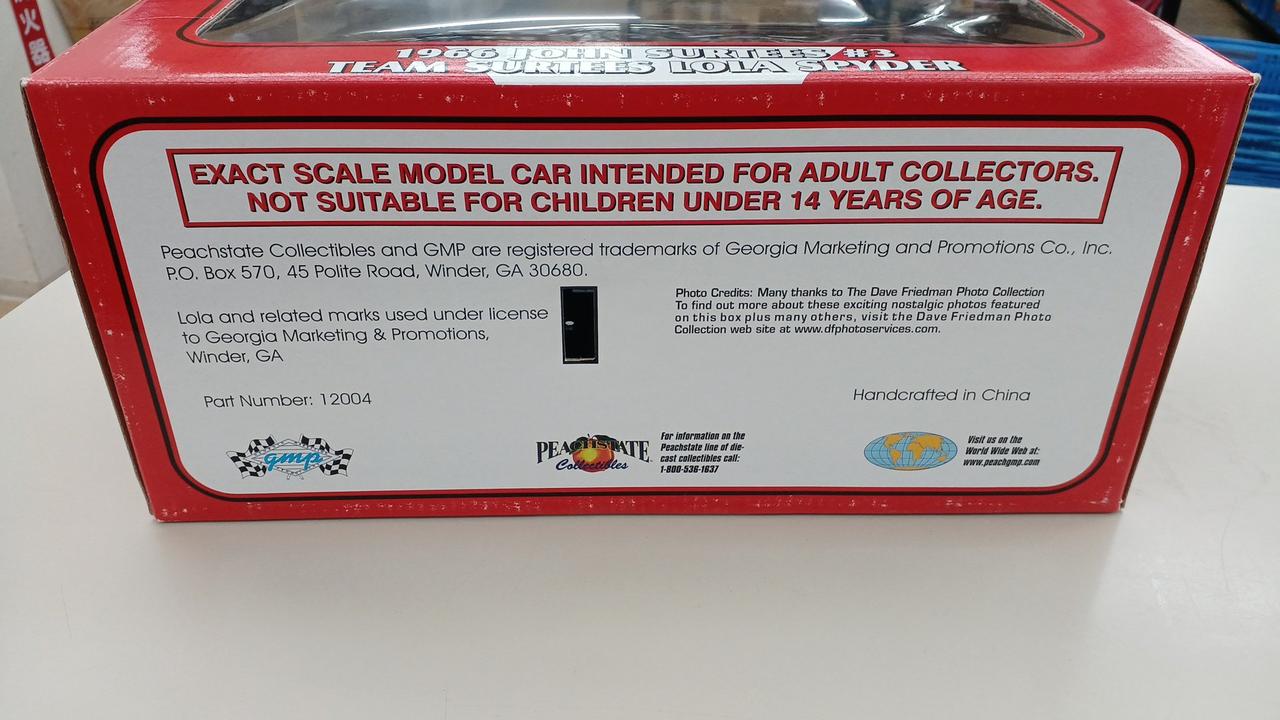 火
器
1966 JOHN SURTEES #3
TEAM SURTEES LOLA SPYDER
EXACT SCALE MODEL CAR INTENDED FOR ADULT COLLECTORS.
NOT SUITABLE FOR CHILDREN UNDER 14 YEARS OF AGE.
Peachstate Collectibles and GMP are registered trademarks of Georgia Marketing and Promotions Co., Inc.
P.O. Box 570, 45 Polite Road, Winder, GA 30680.
Lola and related marks used under license
to Georgia Marketing & Promotions,
Winder, GA
Photo Credits: Many thanks to The Dave Friedman Photo Collection
To find out more about these exciting nostalgic photos featured
on this box plus many others, visit the Dave Friedman Photo
Collection web site at www.dfphotoservices.com.
Part Number: 12004
Handcrafted in China
gmp
PEACHSTATE
Collectibles
For information on the
Peachstate line of die-
cast collectibles call:
1-800-536-1637
Visit us on the
World Wide Web at:
www.peachgmp.com